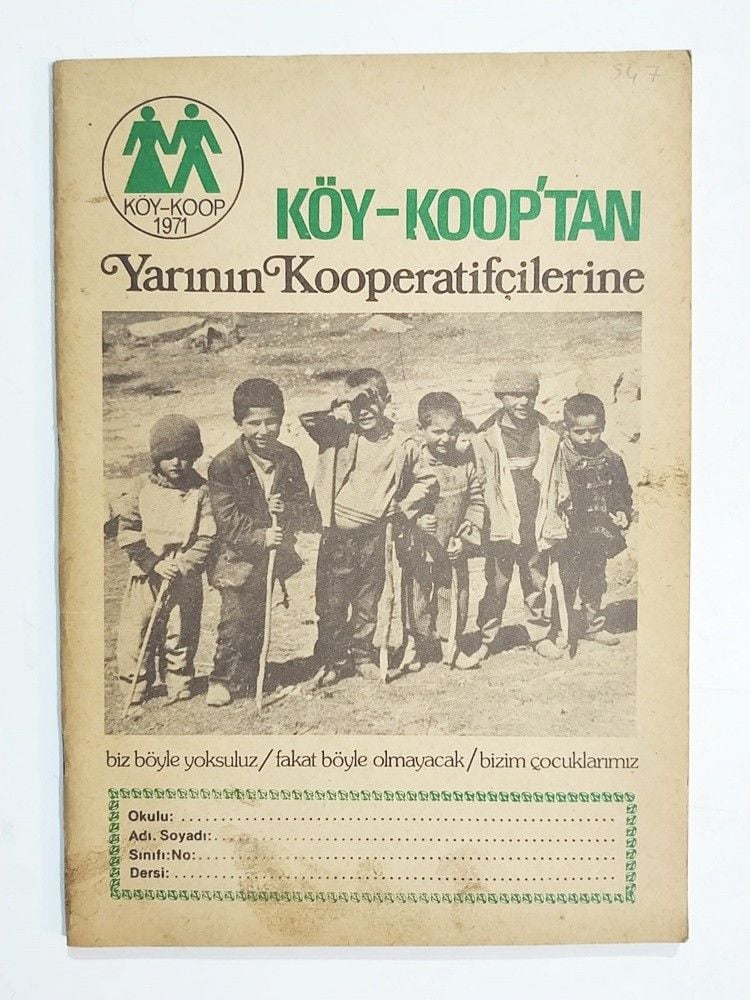 547
KÖY-KOOP
1971
KÖY-KOOP'TAN
Yarının Kooperatifçilerine
biz böyle yoksuluz/fakat böyle olmayacak/bizim çocuklarımız
Okulu:
Adı. Soyadı:
Sınıfı:No:
Dersi: